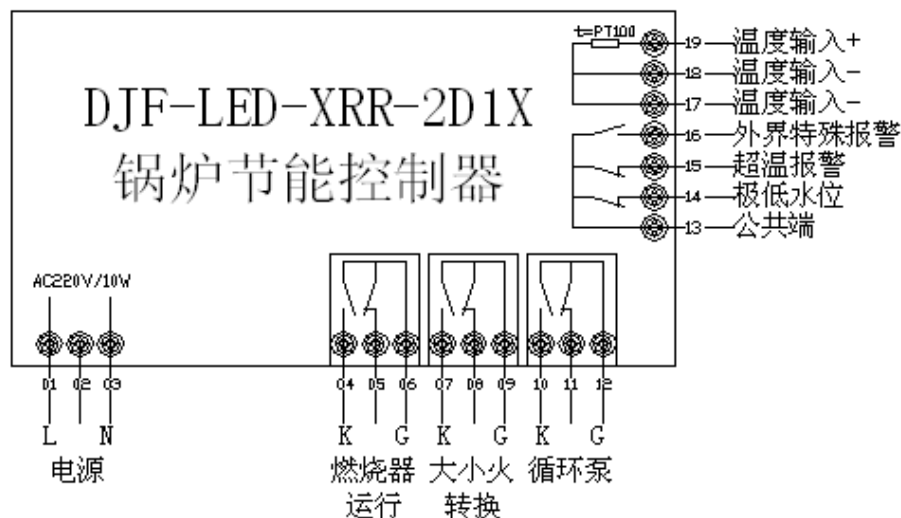 t=PT100
19 温度输入+
18 温度输入-
17 温度输入-
DJF-LED-XRR-2D1X
锅炉节能控制器
16 外界特殊报警
15 超温报警
14 极低水位
13 公共端
AC220V/10W
01 02 03 04 05 06 07 08 09 10 11 12
L N K G K G K G
电源 燃烧器 大小火 循环泵
运行 转换